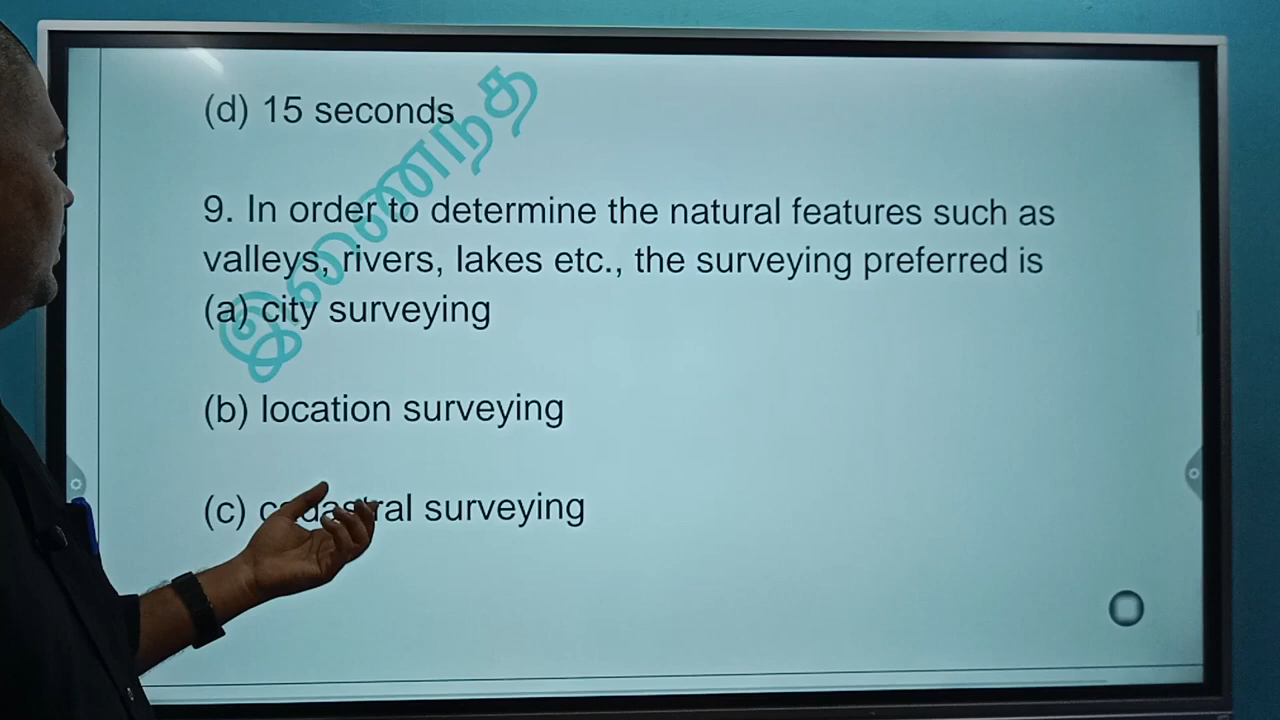 (d) 15 seconds
9. In order to determine the natural features such as
valleys, rivers, lakes etc., the surveying preferred is
(a) city surveying
(b) location surveying
(c) cadastral surveying